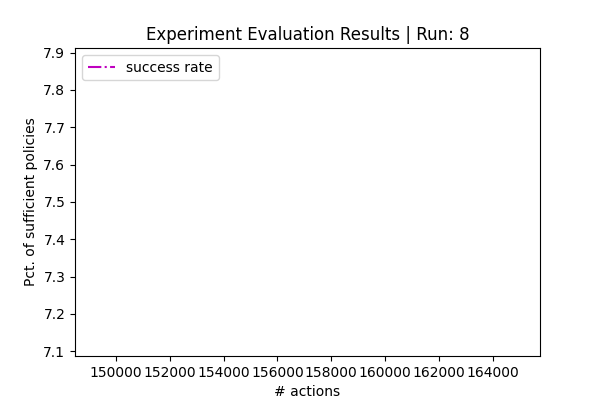 Experiment Evaluation Results | Run: 8
success rate
Pct. of sufficient policies
7.9
7.8
7.7
7.6
7.5
7.4
7.3
7.2
7.1
150000 152000 154000 156000 158000 160000 162000 164000
# actions